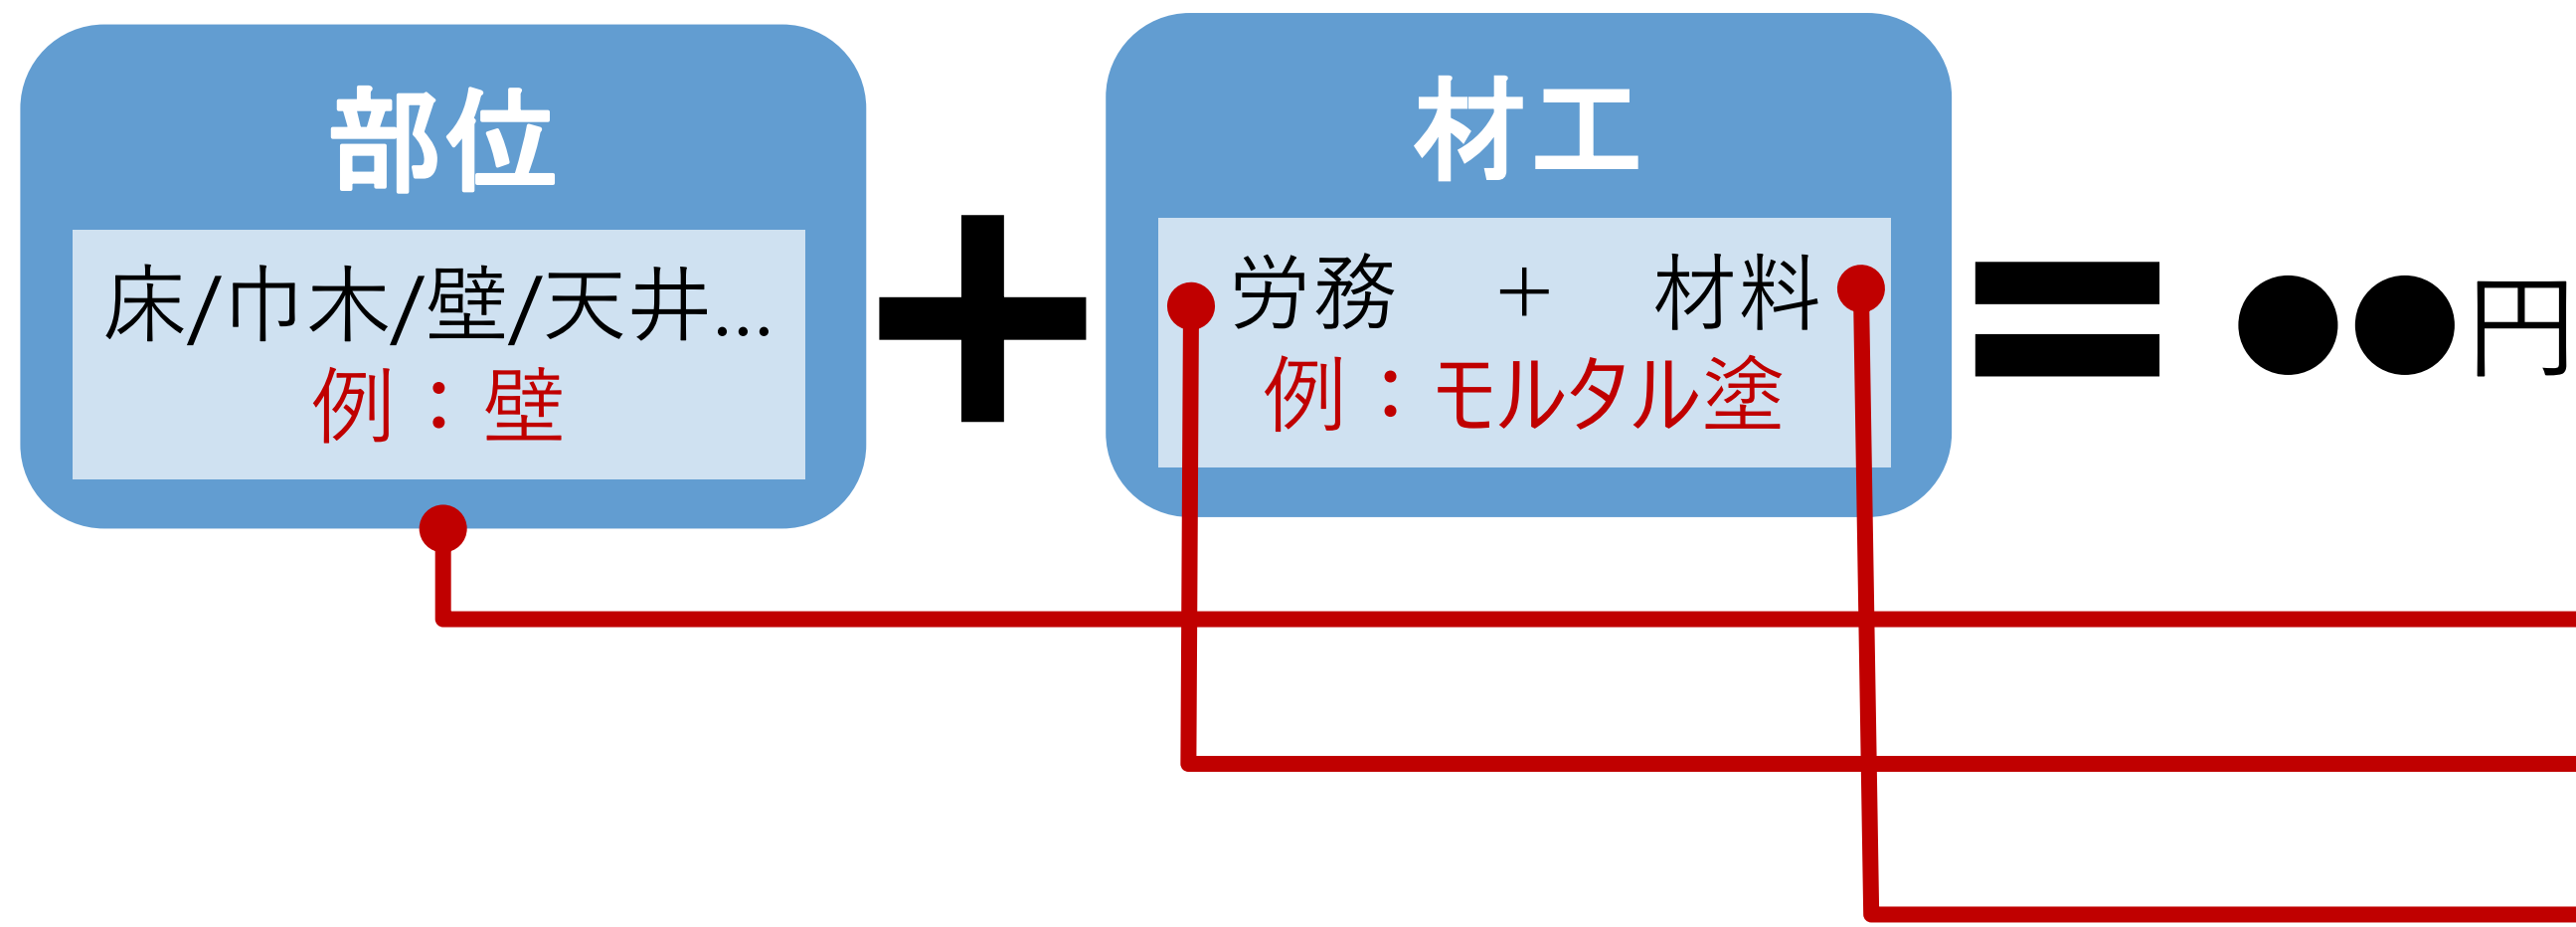 部位
床/巾木/壁/天井…
例：壁
+
材工
労務　+　材料
例：モルタル塗
=
●●円